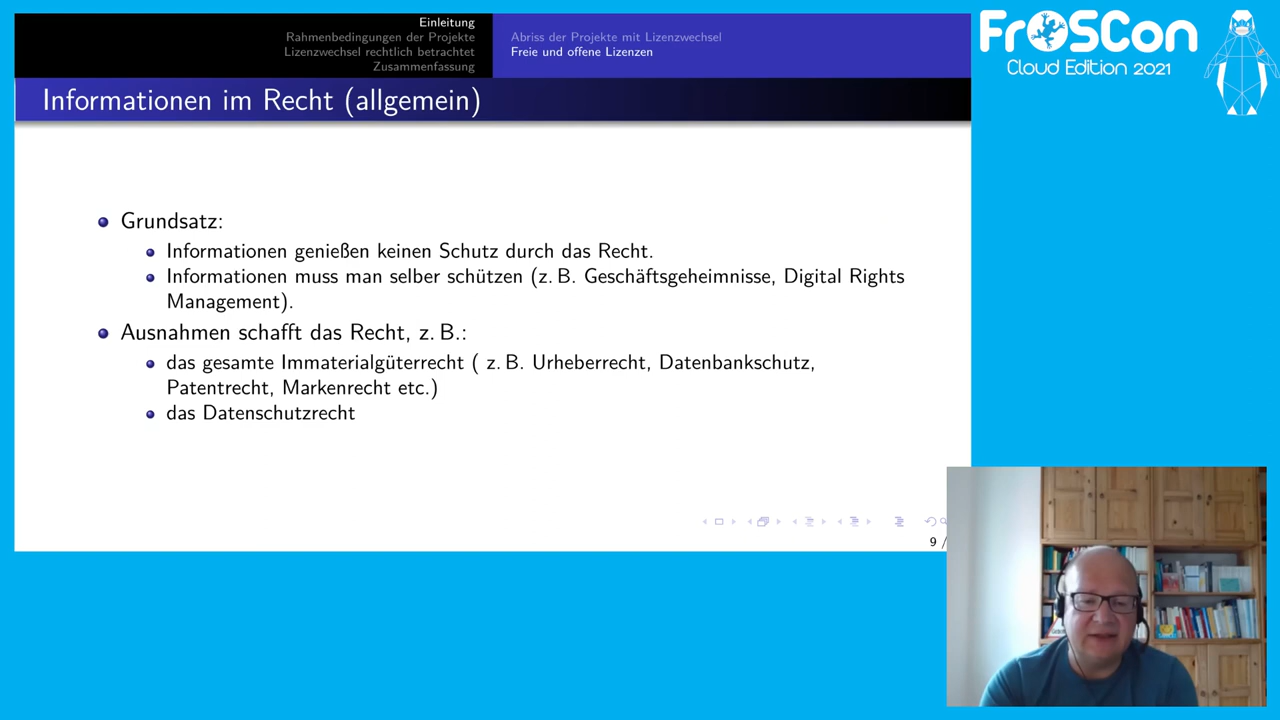 Einleitung
Rahmenbedingungen der Projekte
Lizenzwechsel rechtlich betrachtet
Zusammenfassung
Abriss der Projekte mit Lizenzwechsel
Freie und offene Lizenzen
FrOSCon
Cloud Edition 2021
Informationen im Recht (allgemein)
Grundsatz:
Informationen genießen keinen Schutz durch das Recht.
Informationen muss man selber schützen (z. B. Geschäftsgeheimnisse, Digital Rights
Management).
Ausnahmen schafft das Recht, z. B.:
das gesamte Immaterialgüterrecht ( z. B. Urheberrecht, Datenbankschutz,
Patentrecht, Markenrecht etc.)
das Datenschutzrecht
9 /